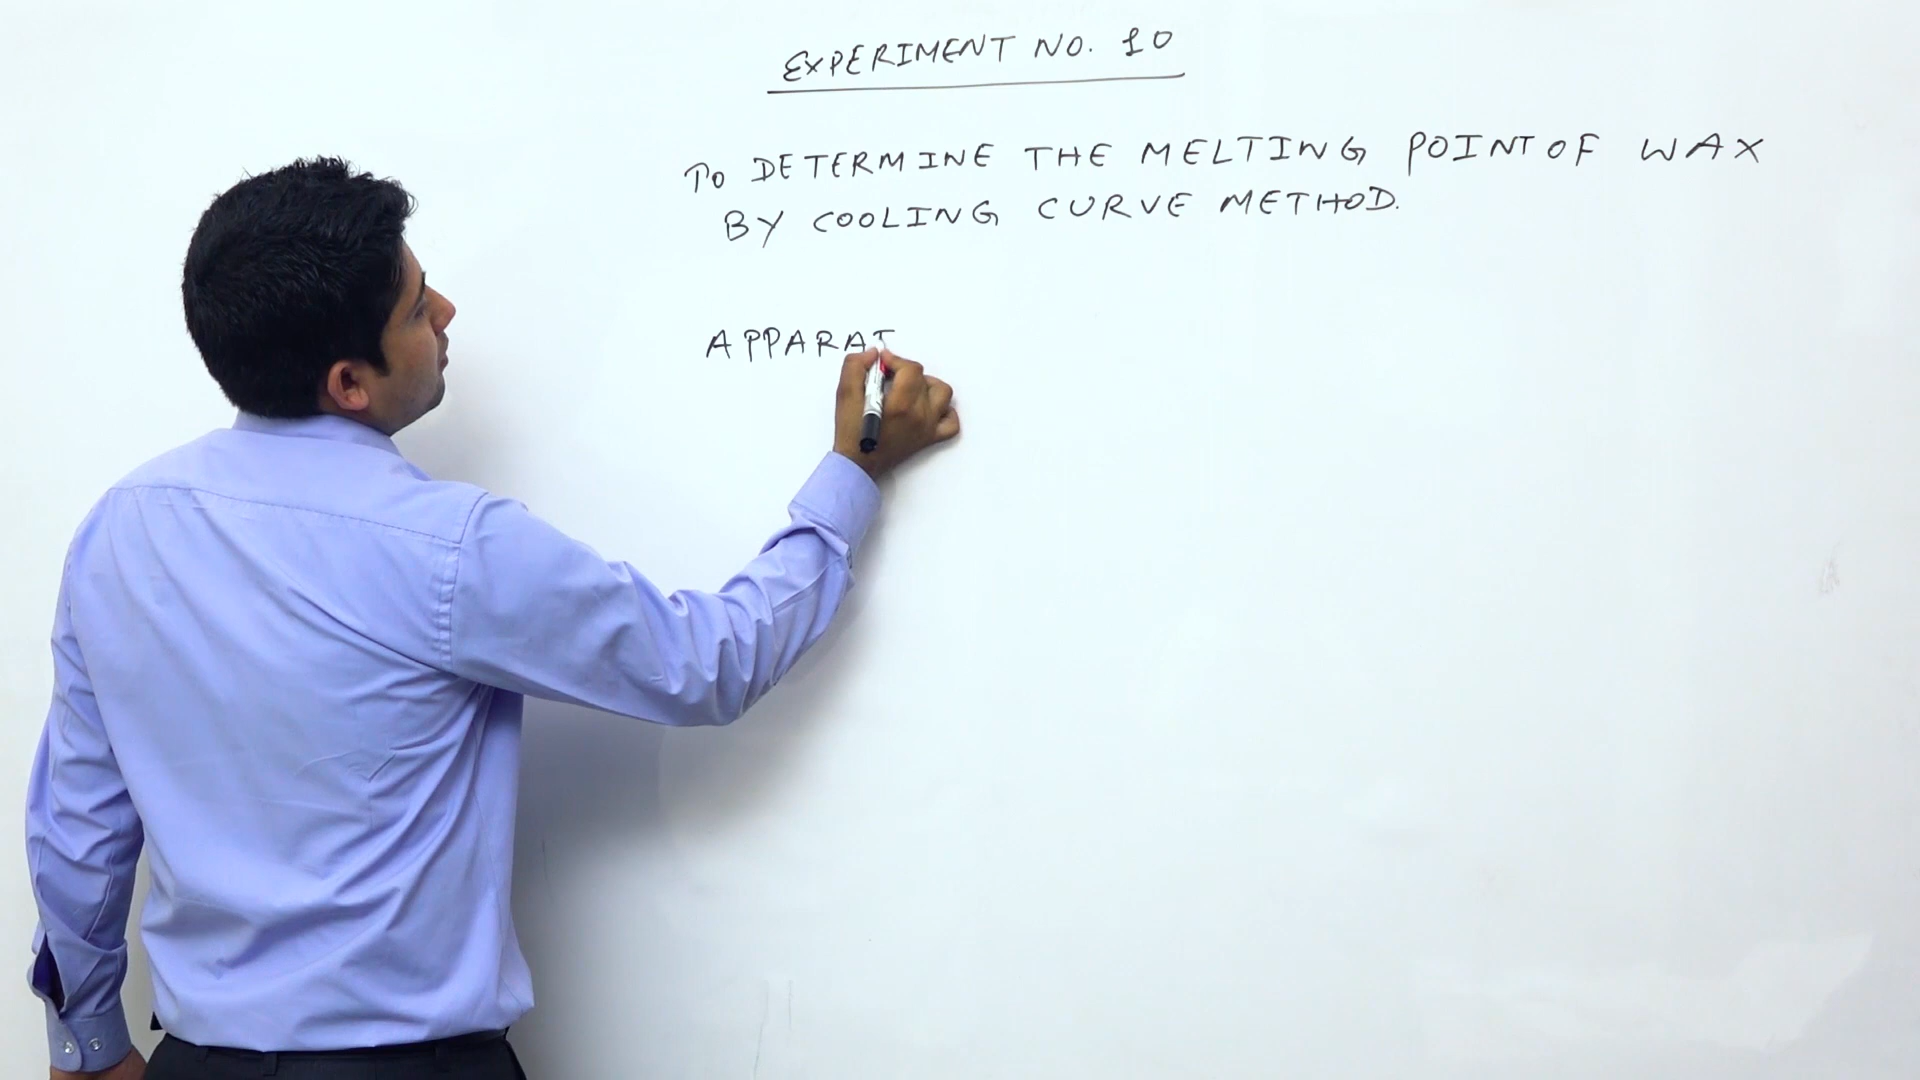 EXPERIMENT NO. 10
TO DETERMINE THE MELTING POINT OF WAX
BY COOLING CURVE METHOD.
APPARAT